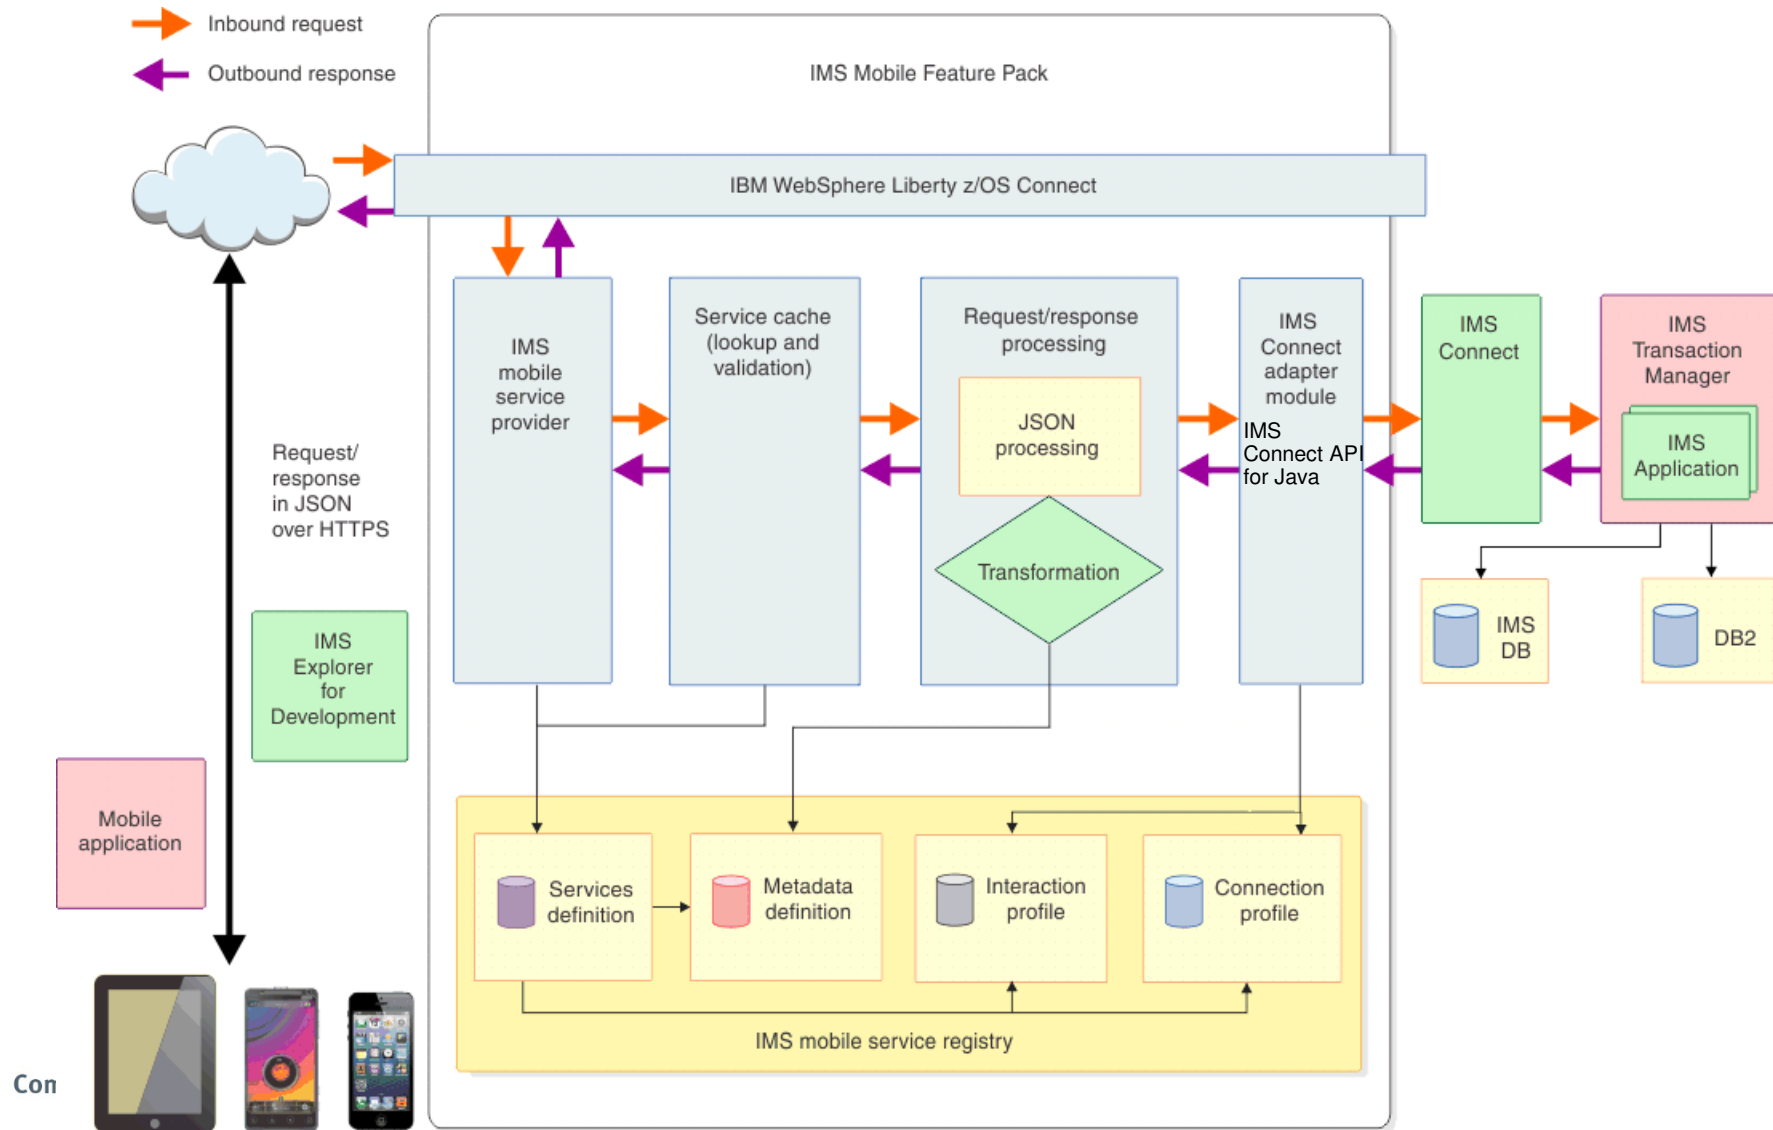 Inbound request
Outbound response
IMS Mobile Feature Pack
IBM WebSphere Liberty z/OS Connect
IMS
mobile
service
provider
Service cache
(lookup and
validation)
Request/response
processing
JSON
processing
Transformation
IMS
Connect
adapter
module
IMS
Connect API
for Java
IMS
Connect
IMS
Transaction
Manager
IMS
Application
IMS
DB
DB2
Request/
response
in JSON
over HTTPS
IMS
Explorer
for
Development
Mobile
application
Services
definition
Metadata
definition
Interaction
profile
Connection
profile
IMS mobile service registry
Con